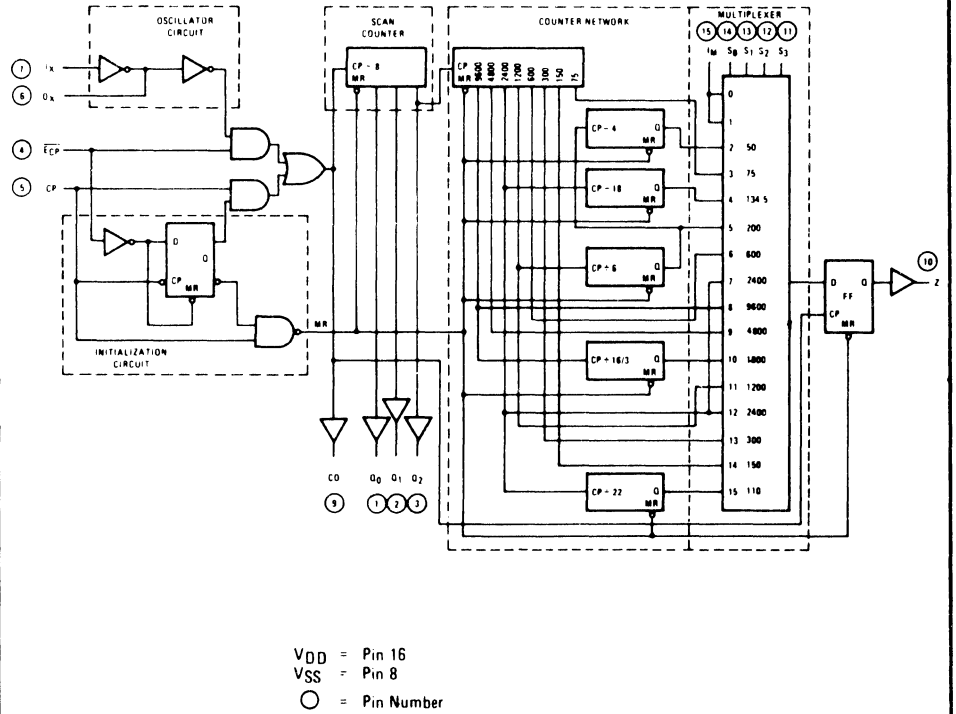 OSCILLATOR
CIRCUIT
SCAN
COUNTER
COUNTER NETWORK
MULTIPLEXER
15 14 13 12 11
IM S0 S1 S2 S3
7 IX
6 OX
4 ECP
5 CP
CP - 8
MR
CP
MR
9600
4800
2400
1200
600
300
150
75
0
1
CP - 4 Q
MR
2 50
3 75
CP - 18 Q
MR
4 134.5
5 200
CP ÷ 6
MR
6 600
7 2400
8 9600
9 4800
CP ÷ 16/3 Q
MR
10 1800
11 1200
12 2400
13 300
14 150
CP ÷ 22 Q
MR
15 110
D Q
FF
CP
MR
10
Z
D
Q
CP
MR
MR
INITIALIZATION
CIRCUIT
CO Q0 Q1 Q2
9 1 2 3
VDD = Pin 16
VSS = Pin 8
= Pin Number